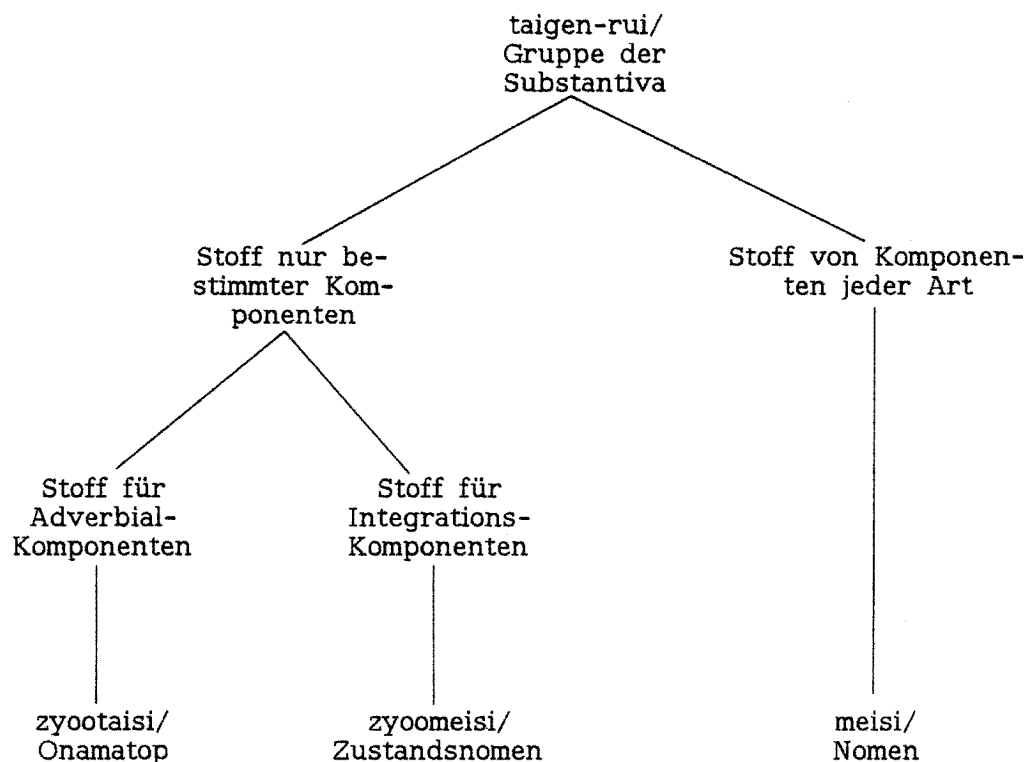 taigen-rui/
Gruppe der
Substantiva
Stoff nur be-
stimmter Kom-
ponenten
Stoff von Komponen-
ten jeder Art
Stoff für
Adverbial-
Komponenten
Stoff für
Integrations-
Komponenten
zyootaisi/
Onamatop
zyoomeisi/
Zustandsnomen
meisi/
Nomen